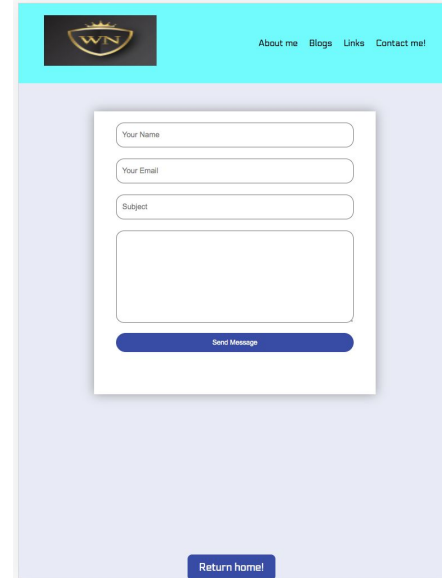 WN
About me Blogs Links Contact me!
Your Name
Your Email
Subject
Send Message
Return home!